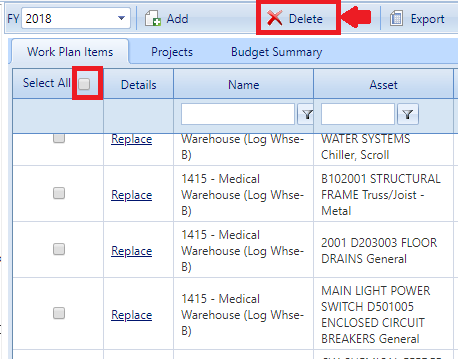 FY 2018 Add Delete Export
Work Plan Items Projects Budget Summary
Select All Details Name Asset
Replace Warehouse (Log Whse-B) WATER SYSTEMS Chiller, Scroll
Replace 1415 - Medical Warehouse (Log Whse-B) B102001 STRUCTURAL FRAME Truss/Joist - Metal
Replace 1415 - Medical Warehouse (Log Whse-B) 2001 D203003 FLOOR DRAINS General
Replace 1415 - Medical Warehouse (Log Whse-B) MAIN LIGHT POWER SWITCH D501005 ENCLOSED CIRCUIT BREAKERS General